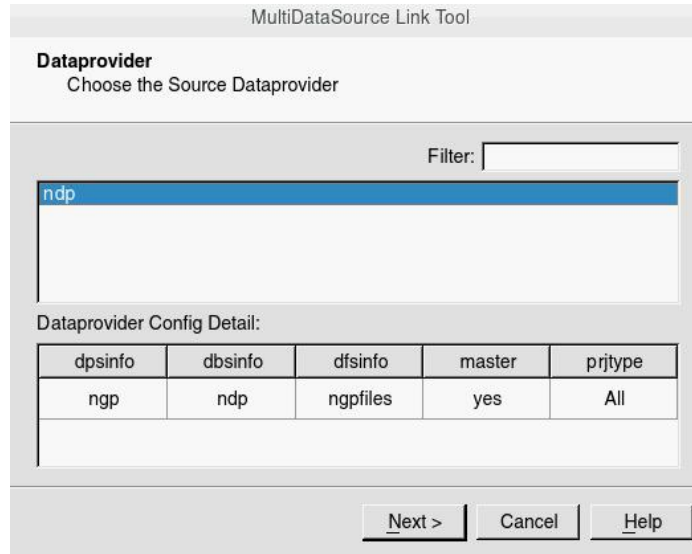 MultiDataSource Link Tool
Dataprovider
Choose the Source Dataprovider
Filter:
ndp
Dataprovider Config Detail:
dpsinfo dbsinfo dfsinfo master prjtype
ngp ndp ngpfiles yes All
Next > Cancel Help